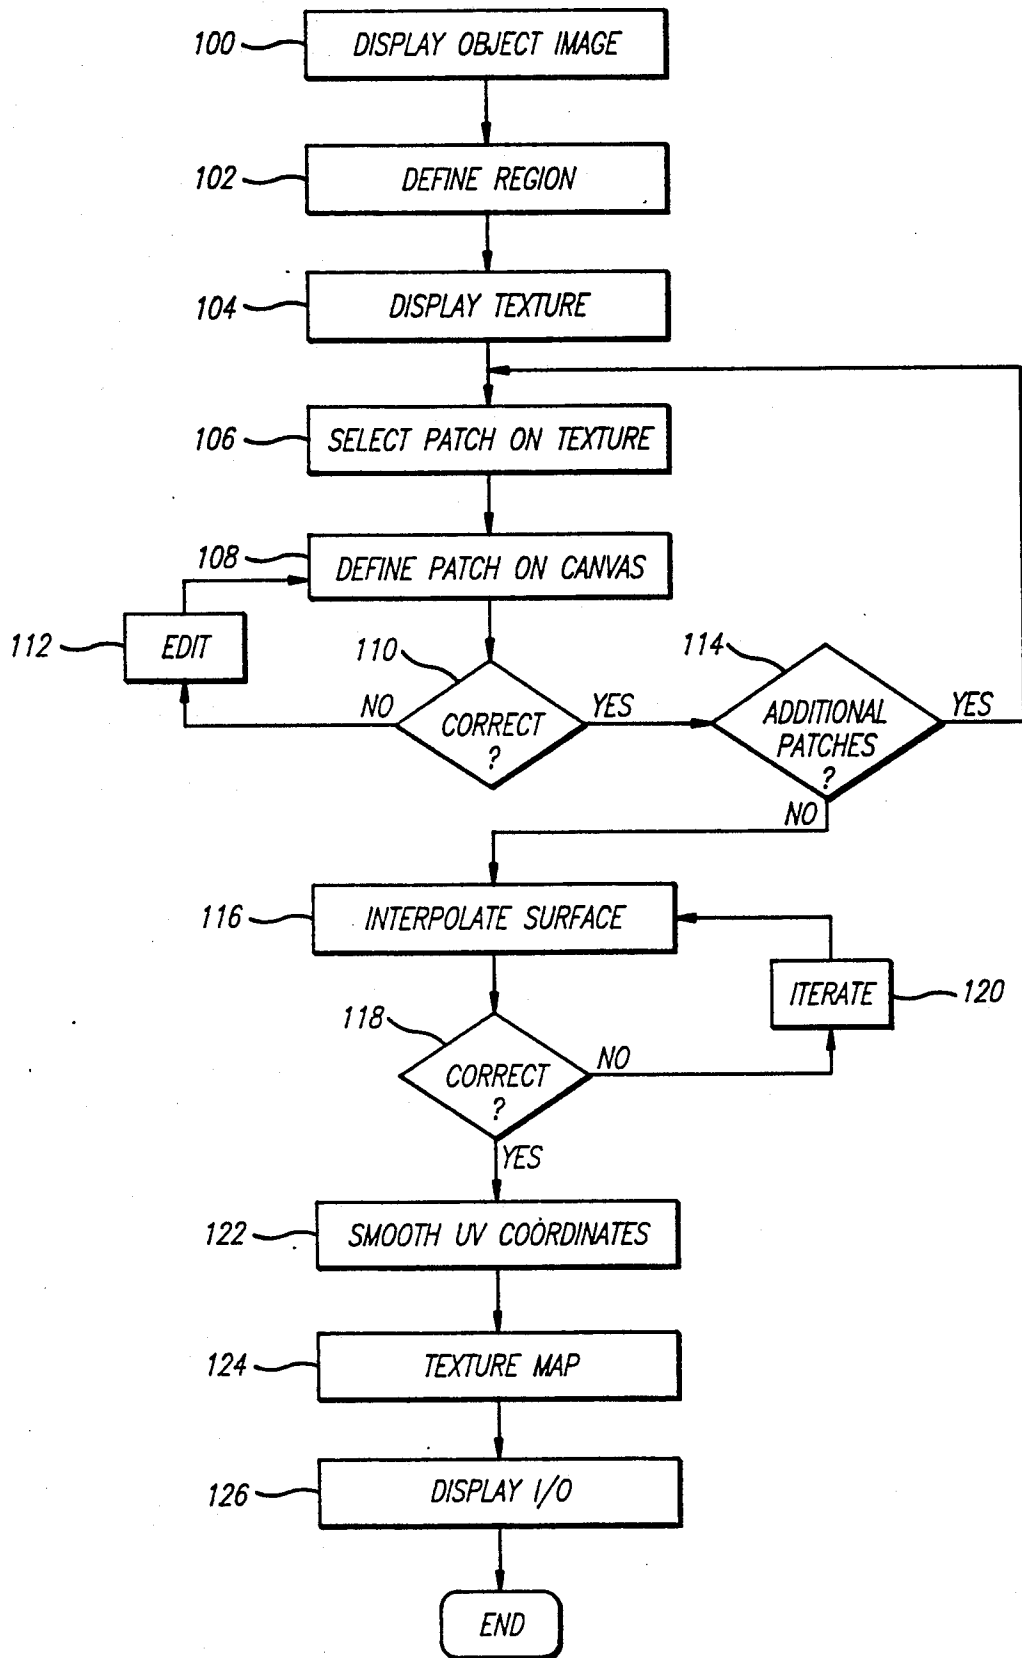 100
DISPLAY OBJECT IMAGE
102
DEFINE REGION
104
DISPLAY TEXTURE
106
SELECT PATCH ON TEXTURE
108
DEFINE PATCH ON CANVAS
112
EDIT
110
NO
CORRECT
?
YES
114
ADDITIONAL
PATCHES
?
YES
NO
116
INTERPOLATE SURFACE
120
ITERATE
118
CORRECT
?
NO
YES
122
SMOOTH UV COORDINATES
124
TEXTURE MAP
126
DISPLAY I/O
END